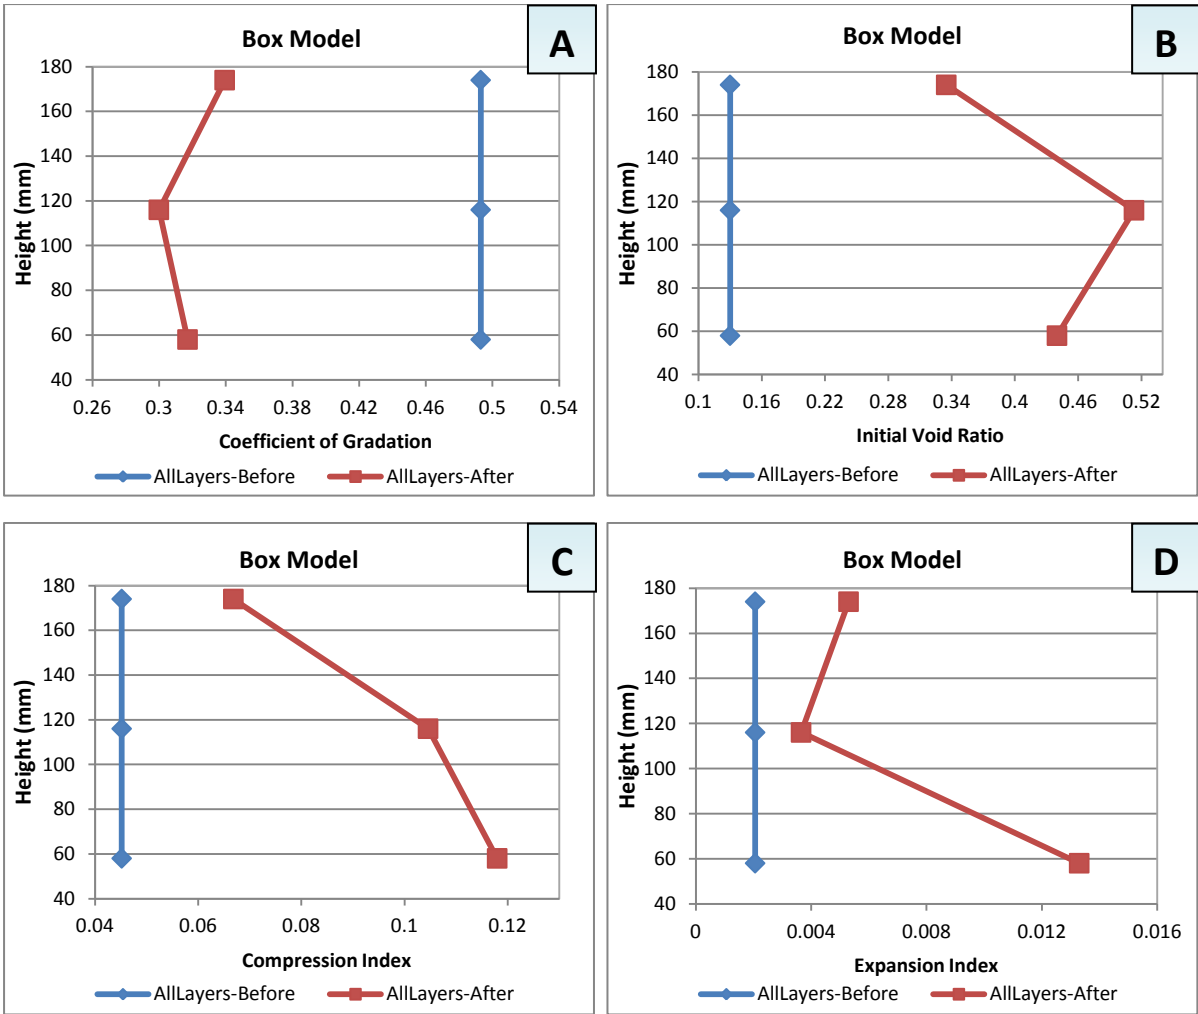 Box Model
A
Height (mm)
180
160
140
120
100
80
60
40
0.26 0.3 0.34 0.38 0.42 0.46 0.5 0.54
Coefficient of Gradation
AllLayers-Before AllLayers-After
Box Model
B
Height (mm)
180
160
140
120
100
80
60
40
0.1 0.16 0.22 0.28 0.34 0.4 0.46 0.52
Initial Void Ratio
AllLayers-Before AllLayers-After
Box Model
C
Height (mm)
180
160
140
120
100
80
60
40
0.04 0.06 0.08 0.1 0.12
Compression Index
AllLayers-Before AllLayers-After
Box Model
D
Height (mm)
180
160
140
120
100
80
60
40
0 0.004 0.008 0.012 0.016
Expansion Index
AllLayers-Before AllLayers-After